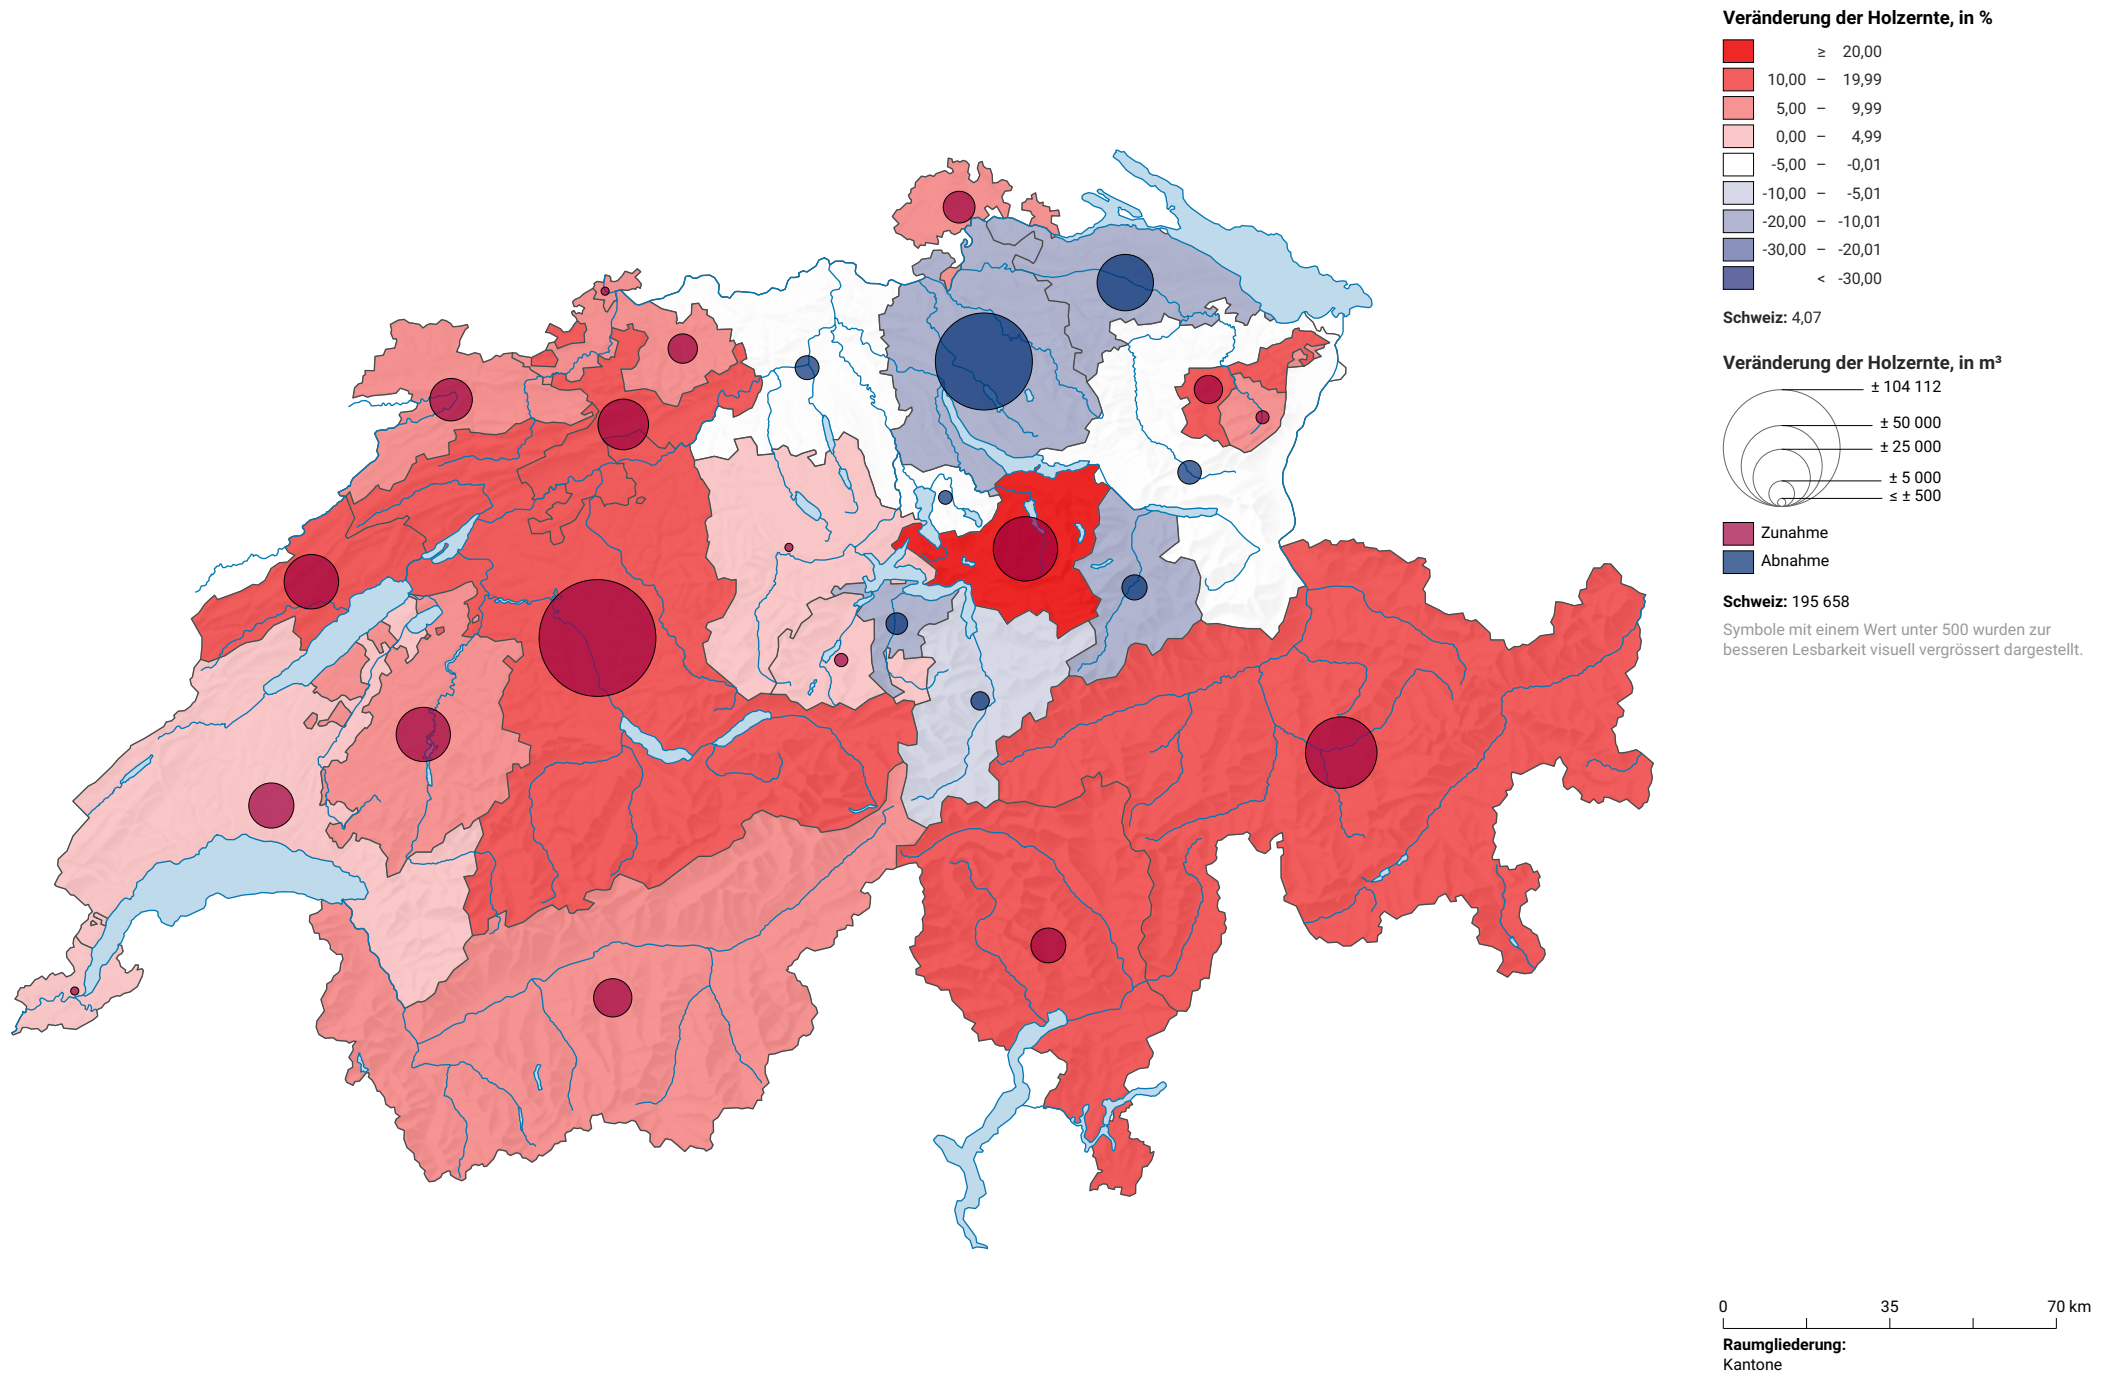 Veränderung der Holzernte, in %
≥ 20,00
10,00 – 19,99
5,00 – 9,99
0,00 – 4,99
-5,00 – -0,01
-10,00 – -5,01
-20,00 – -10,01
-30,00 – -20,01
< -30,00
Schweiz: 4,07
Veränderung der Holzernte, in m³
± 104 112
± 50 000
± 25 000
± 5 000
≤ ± 500
Zunahme
Abnahme
Schweiz: 195 658
Symbole mit einem Wert unter 500 wurden zur
besseren Lesbarkeit visuell vergrössert dargestellt.
0 35 70 km
Raumgliederung:
Kantone